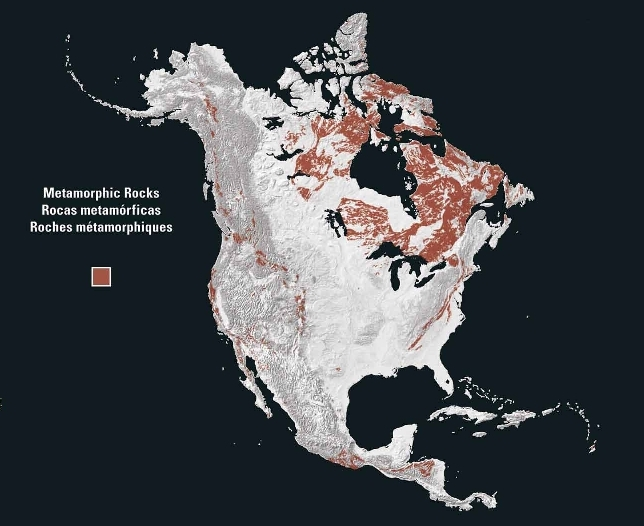 Metamorphic Rocks
Rocas metamórficas
Roches métamorphiques